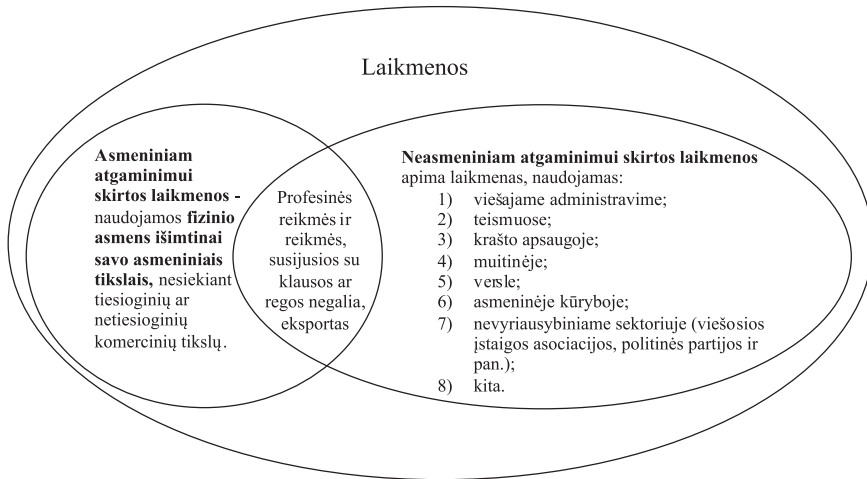 Laikmenos
Asmeniniam
atgaminimui
skirtos laikmenos -
naudojamos fizinio
asmens išimtinai
savo asmeniniais
tikslais, nesiekiant
tiesioginių ar
netiesioginių
komercinių tikslų.
Profesinės
reikmės ir
reikmės,
susijusios su
klausos ar
regos negalia,
eksportas
Neasmeniniam atgaminimui skirtos laikmenos
apima laikmenas, naudojamas:
1) viešajame administravime;
2) teismuose;
3) krašto apsaugoje;
4) muitinėje;
5) versle;
6) asmeninėje kūryboje;
7) nevyriausybiniame sektoriuje (viešosios
įstaigos asociacijos, politinės partijos ir
pan.);
8) kita.